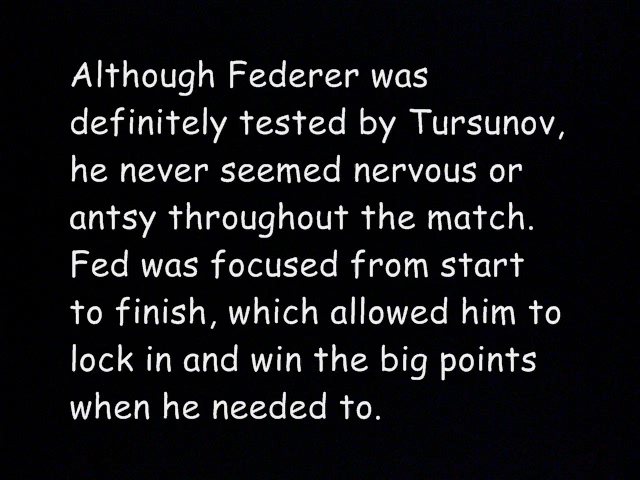 Although Federer was
definitely tested by Tursunov,
he never seemed nervous or
antsy throughout the match.
Fed was focused from start
to finish, which allowed him to
lock in and win the big points
when he needed to.